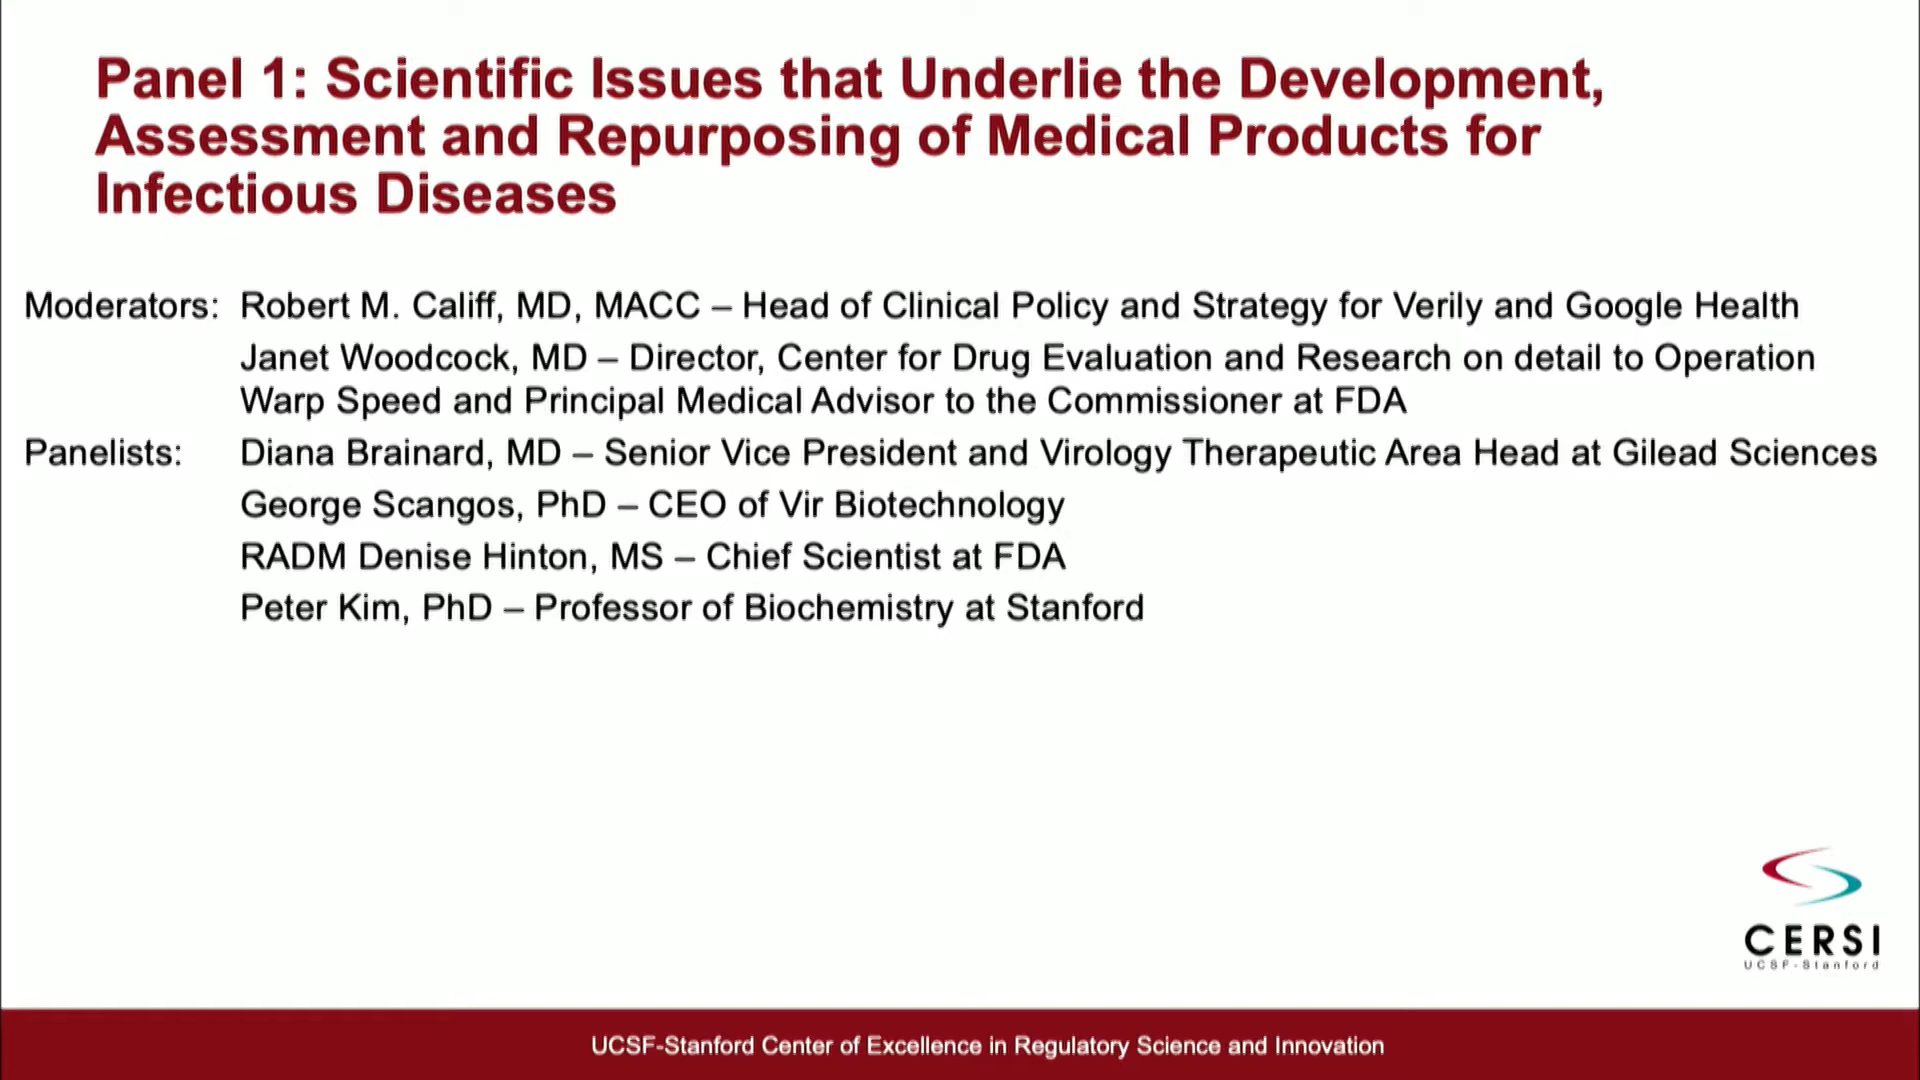 Panel 1: Scientific Issues that Underlie the Development,
Assessment and Repurposing of Medical Products for
Infectious Diseases
Moderators: Robert M. Califf, MD, MACC – Head of Clinical Policy and Strategy for Verily and Google Health
Janet Woodcock, MD – Director, Center for Drug Evaluation and Research on detail to Operation
Warp Speed and Principal Medical Advisor to the Commissioner at FDA
Panelists: Diana Brainard, MD – Senior Vice President and Virology Therapeutic Area Head at Gilead Sciences
George Scangos, PhD – CEO of Vir Biotechnology
RADM Denise Hinton, MS – Chief Scientist at FDA
Peter Kim, PhD – Professor of Biochemistry at Stanford
CERSI
UCSF-Stanford
UCSF-Stanford Center of Excellence in Regulatory Science and Innovation